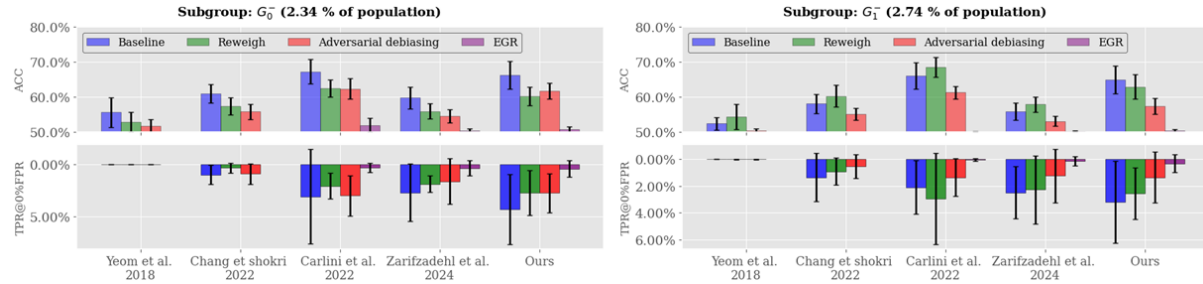 Subgroup: G₀⁻ (2.34 % of population)
80.0%
Baseline Reweigh Adversarial debiasing EGR
70.0%
ACC
60.0%
50.0%
0.00%
TPR@0%FPR
5.00%
Yeom et al.
2018
Chang et shokri
2022
Carlini et al.
2022
Zarifzadehl et al.
2024
Ours
Subgroup: G₁⁻ (2.74 % of population)
80.0%
Baseline Reweigh Adversarial debiasing EGR
70.0%
ACC
60.0%
50.0%
0.00%
2.00%
TPR@0%FPR
4.00%
6.00%
Yeom et al.
2018
Chang et shokri
2022
Carlini et al.
2022
Zarifzadehl et al.
2024
Ours